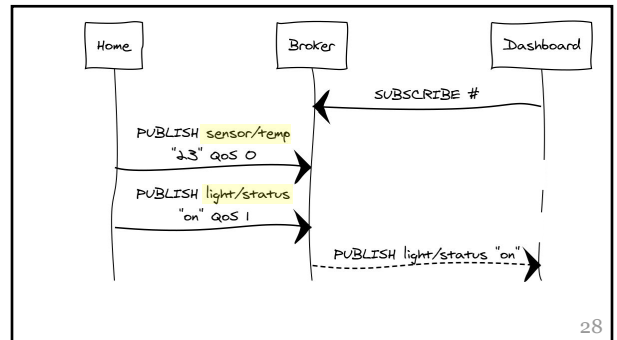 Home
Broker
Dashboard
SUBSCRIBE #
PUBLISH sensor/temp
"23" QoS 0
PUBLISH light/status
"on" QoS 1
PUBLISH light/status "on"
28